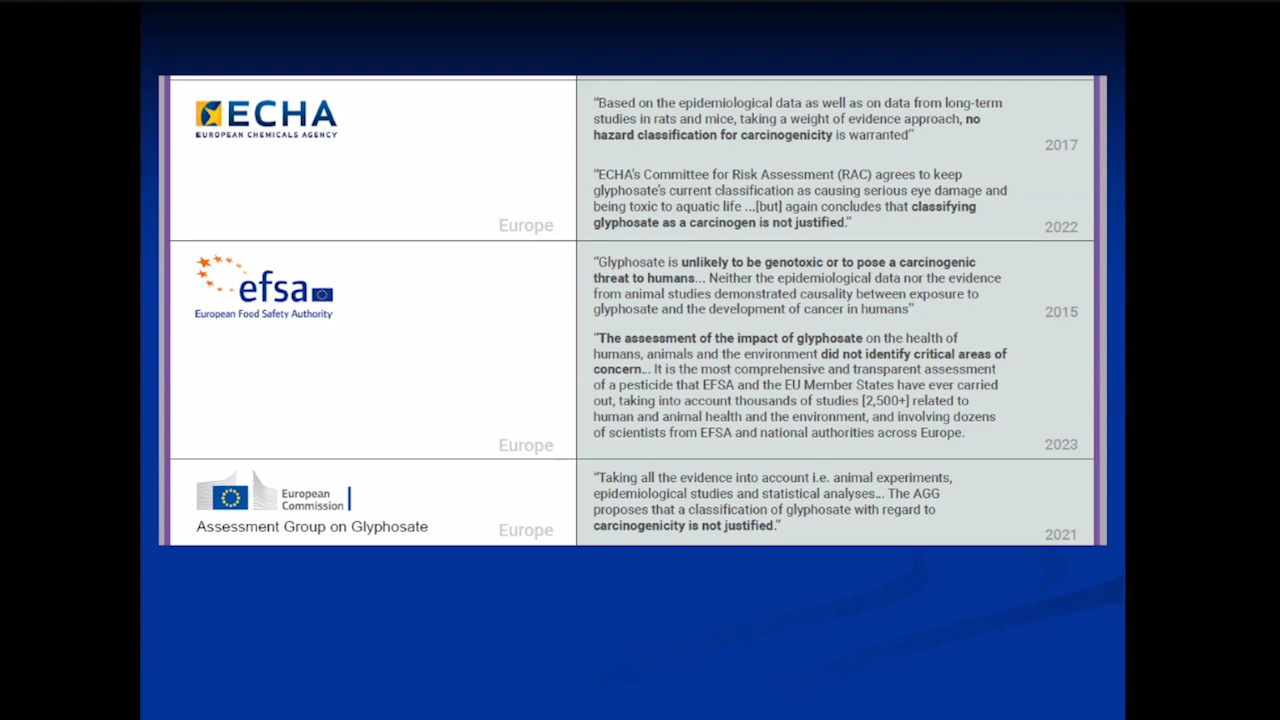 ECHA
EUROPEAN CHEMICALS AGENCY
Europe
“Based on the epidemiological data as well as on data from long-term
studies in rats and mice, taking a weight of evidence approach, no
hazard classification for carcinogenicity is warranted”
2017
“ECHA’s Committee for Risk Assessment (RAC) agrees to keep
glyphosate’s current classification as causing serious eye damage and
being toxic to aquatic life ...[but] again concludes that classifying
glyphosate as a carcinogen is not justified.”
2022
efsa
European Food Safety Authority
Europe
“Glyphosate is unlikely to be genotoxic or to pose a carcinogenic
threat to humans... Neither the epidemiological data nor the evidence
from animal studies demonstrated causality between exposure to
glyphosate and the development of cancer in humans”
2015
“The assessment of the impact of glyphosate on the health of
humans, animals and the environment did not identify critical areas of
concern... It is the most comprehensive and transparent assessment
of a pesticide that EFSA and the EU Member States have ever carried
out, taking into account thousands of studies [2,500+] related to
human and animal health and the environment, and involving dozens
of scientists from EFSA and national authorities across Europe.
2023
European
Commission
Assessment Group on Glyphosate
Europe
“Taking all the evidence into account i.e. animal experiments,
epidemiological studies and statistical analyses... The AGG
proposes that a classification of glyphosate with regard to
carcinogenicity is not justified.”
2021